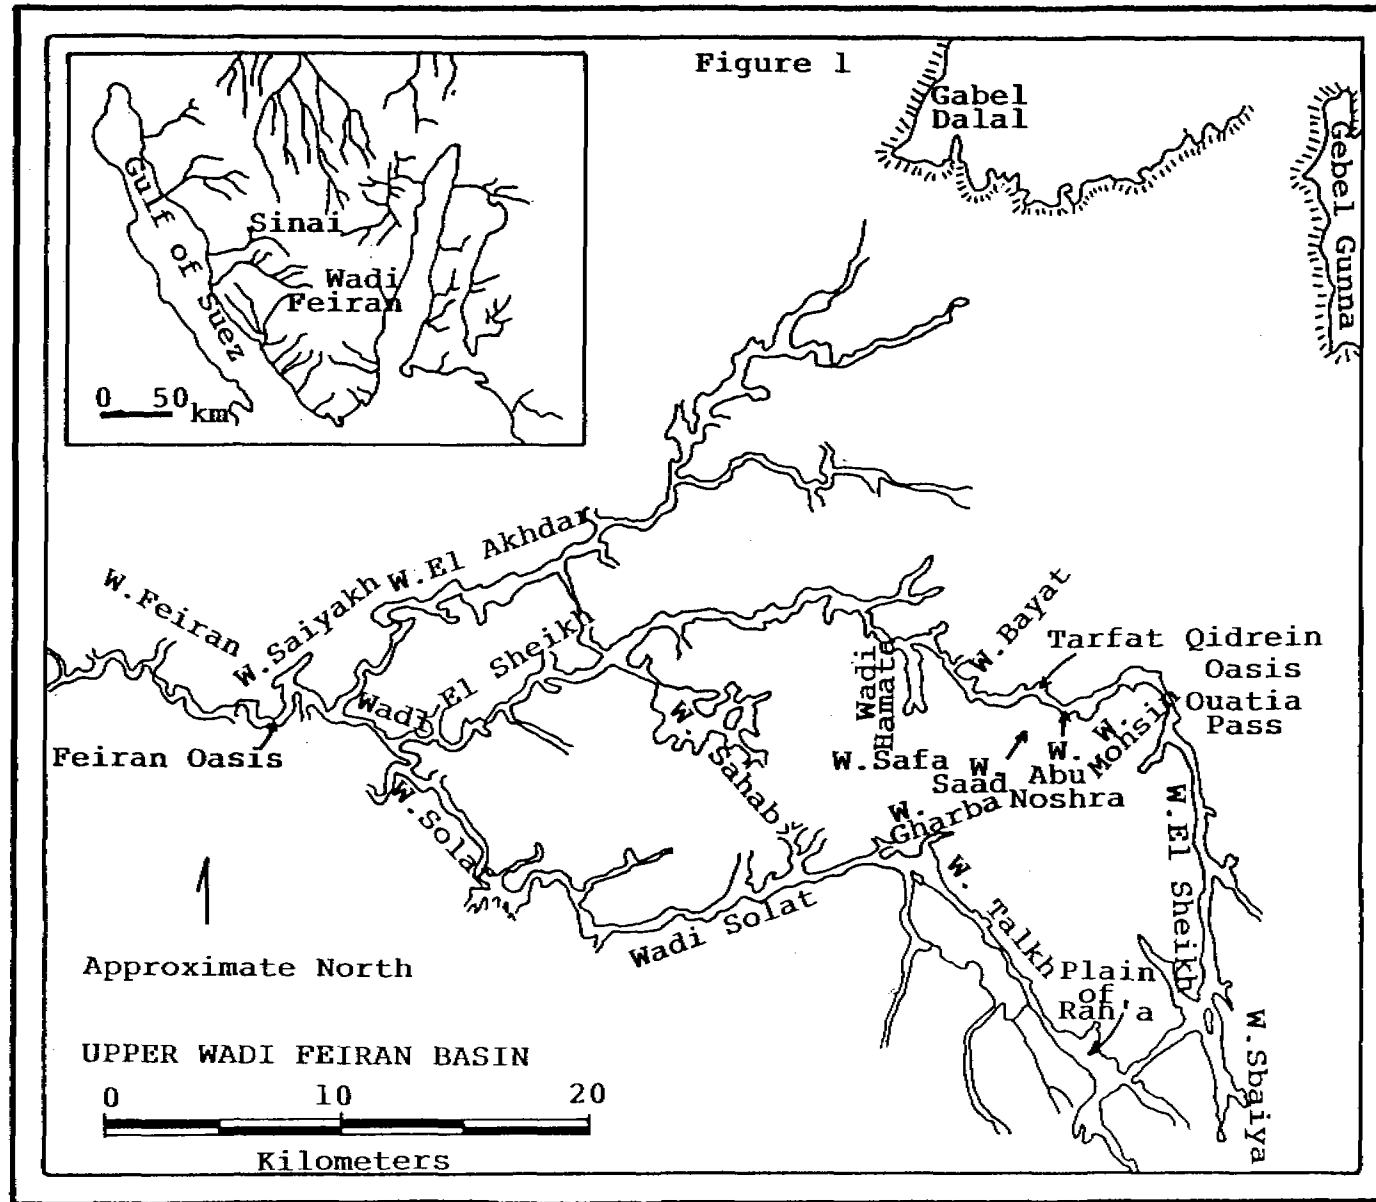 Figure 1
Gabel
Dalal
Gebel Gunna
Gulf of Suez
Sinai
Wadi
Feiran
0 50 km
W.Feiran
W.Saiyakh
W.El Akhdar
Wadi El Sheikh
Feiran Oasis
W.Solaf
W. Sahab
Wadi
Hamate
W.Bayat
Tarfat Qidrein
Oasis
Ouatia
Pass
W.
Mohsin
W.Safa
W.
Saad
W.
Abu
Noshra
W.
Gharba
W. Talkh
Wadi Solat
W.El Sheikh
Plain
of
Rah'a
W.Sbaiya
Approximate North
UPPER WADI FEIRAN BASIN
0 10 20
Kilometers